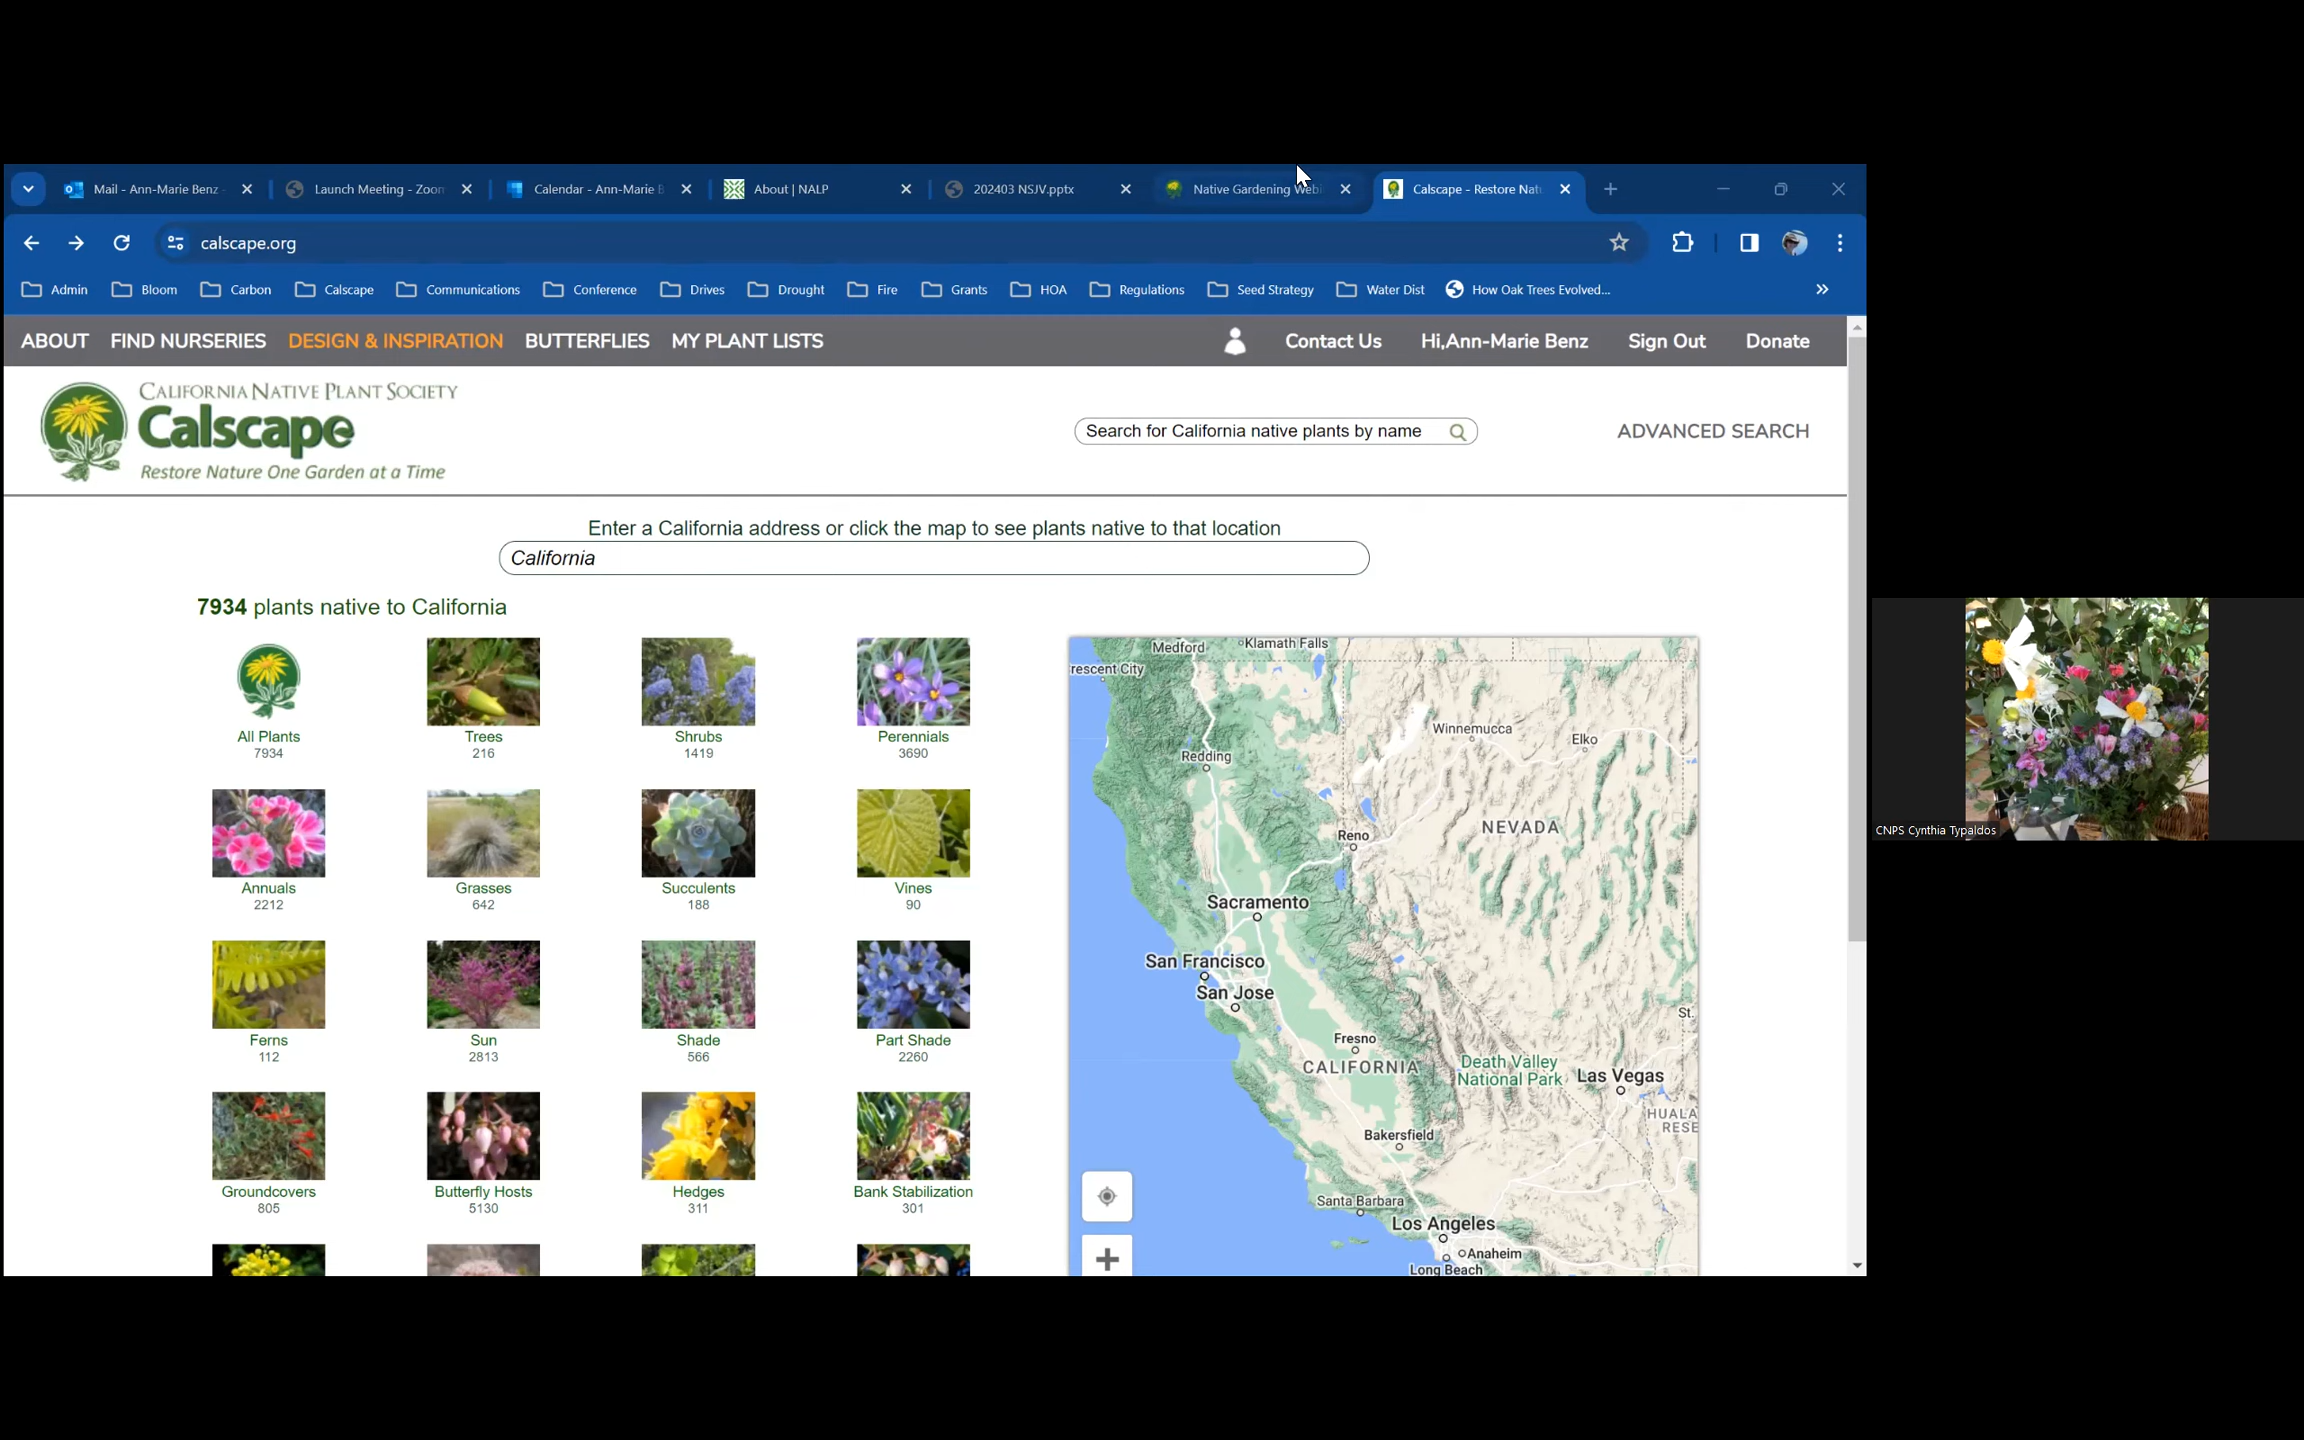 Mail - Ann-Marie Benz -
Launch Meeting - Zoom
Calendar - Ann-Marie B
About | NALP
202403 NSJV.pptx
Native Gardening Webi
Calscape - Restore Nat
calscape.org
Admin
Bloom
Carbon
Calscape
Communications
Conference
Drives
Drought
Fire
Grants
HOA
Regulations
Seed Strategy
Water Dist
How Oak Trees Evolved...
ABOUT
FIND NURSERIES
DESIGN & INSPIRATION
BUTTERFLIES
MY PLANT LISTS
Contact Us
Hi,Ann-Marie Benz
Sign Out
Donate
CALIFORNIA NATIVE PLANT SOCIETY
Calscape
Restore Nature One Garden at a Time
Search for California native plants by name
ADVANCED SEARCH
Enter a California address or click the map to see plants native to that location
California
7934 plants native to California
All Plants
7934
Trees
216
Shrubs
1419
Perennials
3690
Annuals
2212
Grasses
642
Succulents
188
Vines
90
Ferns
112
Sun
2813
Shade
566
Part Shade
2260
Groundcovers
805
Butterfly Hosts
5130
Hedges
311
Bank Stabilization
301
Medford
Klamath Falls
rescent City
Winnemucca
Elko
Redding
Reno
NEVADA
Sacramento
San Francisco
San Jose
St.
Fresno
CALIFORNIA
Death Valley
National Park
Las Vegas
HUALA
RESE
Bakersfield
Santa Barbara
Los Angeles
Anaheim
Long Beach
CNPS Cynthia Typaldos